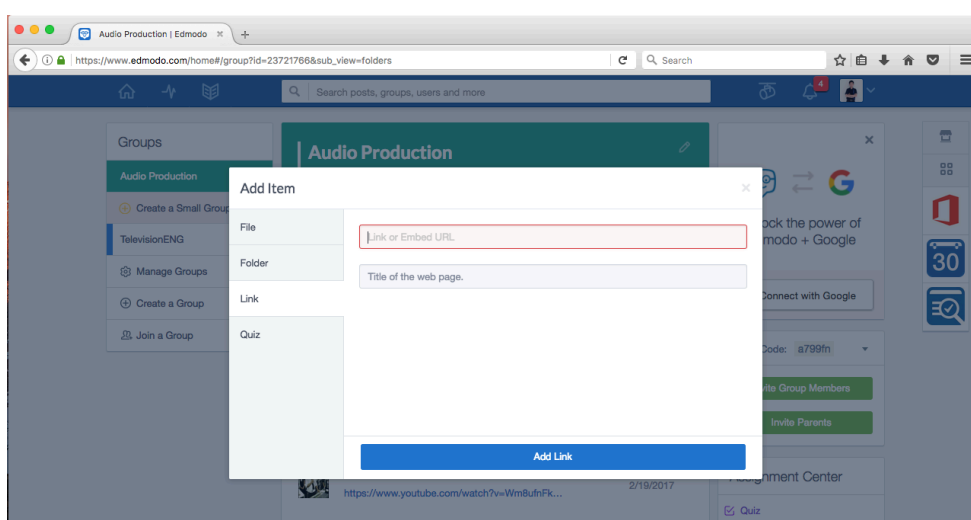 Audio Production | Edmodo
https://www.edmodo.com/home#/group?id=23721766&sub_view=folders
Search
Search posts, groups, users and more
4
Groups
Audio Production
Create a Small Group
TelevisionENG
Manage Groups
Create a Group
Join a Group
Audio Production
Add Item
File
Folder
Link
Quiz
Link or Embed URL.
Title of the web page.
Add Link
ock the power of
modo + Google
Connect with Google
Code: a799fn
vite Group Members
Invite Parents
gnment Center
Quiz
https://www.youtube.com/watch?v=Wm8ufnFk...
2/19/2017
30